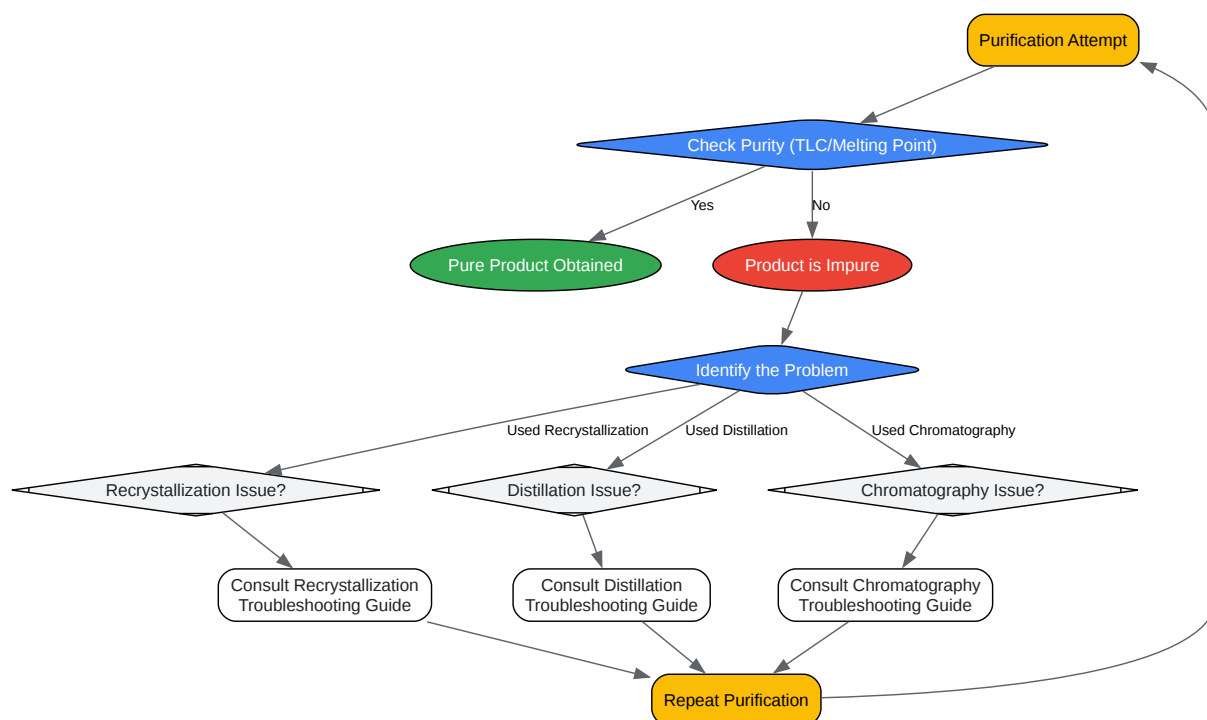 Purification Attempt
Check Purity (TLC/Melting Point)
Yes
No
Pure Product Obtained
Product is Impure
Identify the Problem
Used Recrystallization
Used Distillation
Used Chromatography
Recrystallization Issue?
Distillation Issue?
Chromatography Issue?
Consult Recrystallization
Troubleshooting Guide
Consult Distillation
Troubleshooting Guide
Consult Chromatography
Troubleshooting Guide
Repeat Purification